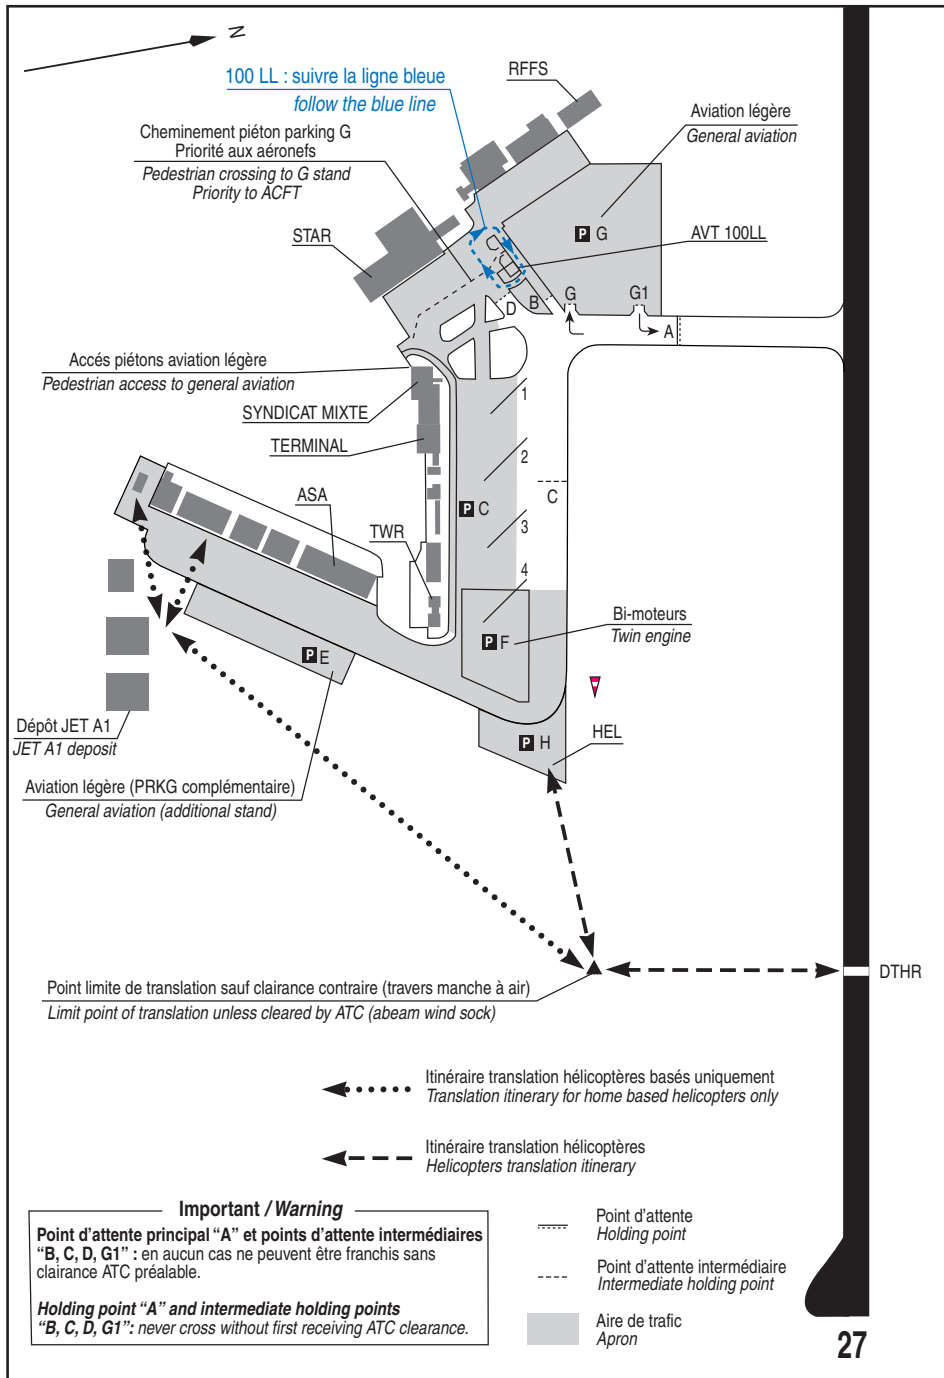 N
100 LL : suivre la ligne bleue
follow the blue line
RFFS
Cheminement piéton parking G
Priorité aux aéronefs
Pedestrian crossing to G stand
Priority to ACFT
Aviation légère
General aviation
STAR
P G
AVT 100LL
D
B
G
G1
A
Accés piétons aviation légère
Pedestrian access to general aviation
SYNDICAT MIXTE
TERMINAL
1
2
ASA
P C
C
TWR
3
4
Bi-moteurs
Twin engine
P F
P E
Dépôt JET A1
JET A1 deposit
P H
HEL
Aviation légère (PRKG complémentaire)
General aviation (additional stand)
DTHR
Point limite de translation sauf clairance contraire (travers manche à air)
Limit point of translation unless cleared by ATC (abeam wind sock)
Itinéraire translation hélicoptères basés uniquement
Translation itinerary for home based helicopters only
Itinéraire translation hélicoptères
Helicopters translation itinerary
Important / Warning
Point d'attente principal “A” et points d'attente intermédiaires
“B, C, D, G1” : en aucun cas ne peuvent être franchis sans
clairance ATC préalable.
Holding point “A” and intermediate holding points
“B, C, D, G1”: never cross without first receiving ATC clearance.
Point d'attente
Holding point
Point d'attente intermédiaire
Intermediate holding point
Aire de trafic
Apron
27